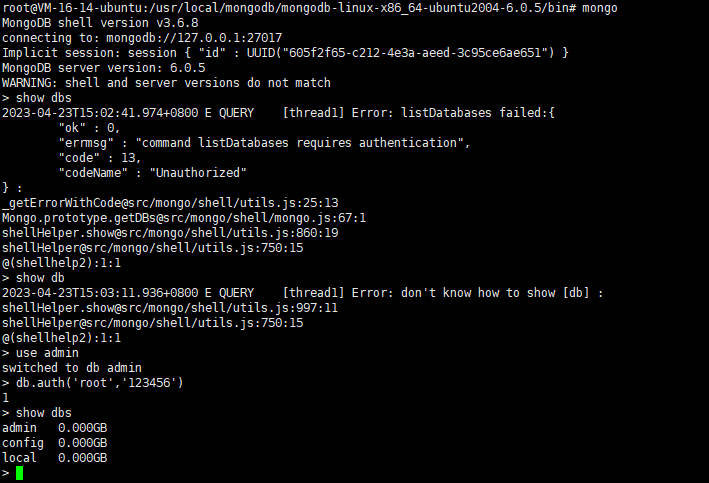 root@VM-16-14-ubuntu:/usr/local/mongodb/mongodb-linux-x86_64-ubuntu2004-6.0.5/bin# mongo
MongoDB shell version v3.6.8
connecting to: mongodb://127.0.0.1:27017
Implicit session: session { "id" : UUID("605f2f65-c212-4e3a-aeed-3c95ce6ae651") }
MongoDB server version: 6.0.5
WARNING: shell and server versions do not match
> show dbs
2023-04-23T15:02:41.974+0800 E QUERY    [thread1] Error: listDatabases failed:{
        "ok" : 0,
        "errmsg" : "command listDatabases requires authentication",
        "code" : 13,
        "codeName" : "Unauthorized"
} :
_getErrorWithCode@src/mongo/shell/utils.js:25:13
Mongo.prototype.getDBs@src/mongo/shell/mongo.js:67:1
shellHelper.show@src/mongo/shell/utils.js:860:19
shellHelper@src/mongo/shell/utils.js:750:15
@(shellhelp2):1:1
> show db
2023-04-23T15:03:11.936+0800 E QUERY    [thread1] Error: don't know how to show [db] :
shellHelper.show@src/mongo/shell/utils.js:997:11
shellHelper@src/mongo/shell/utils.js:750:15
@(shellhelp2):1:1
> use admin
switched to db admin
> db.auth('root','123456')
1
> show dbs
admin   0.000GB
config  0.000GB
local   0.000GB
>